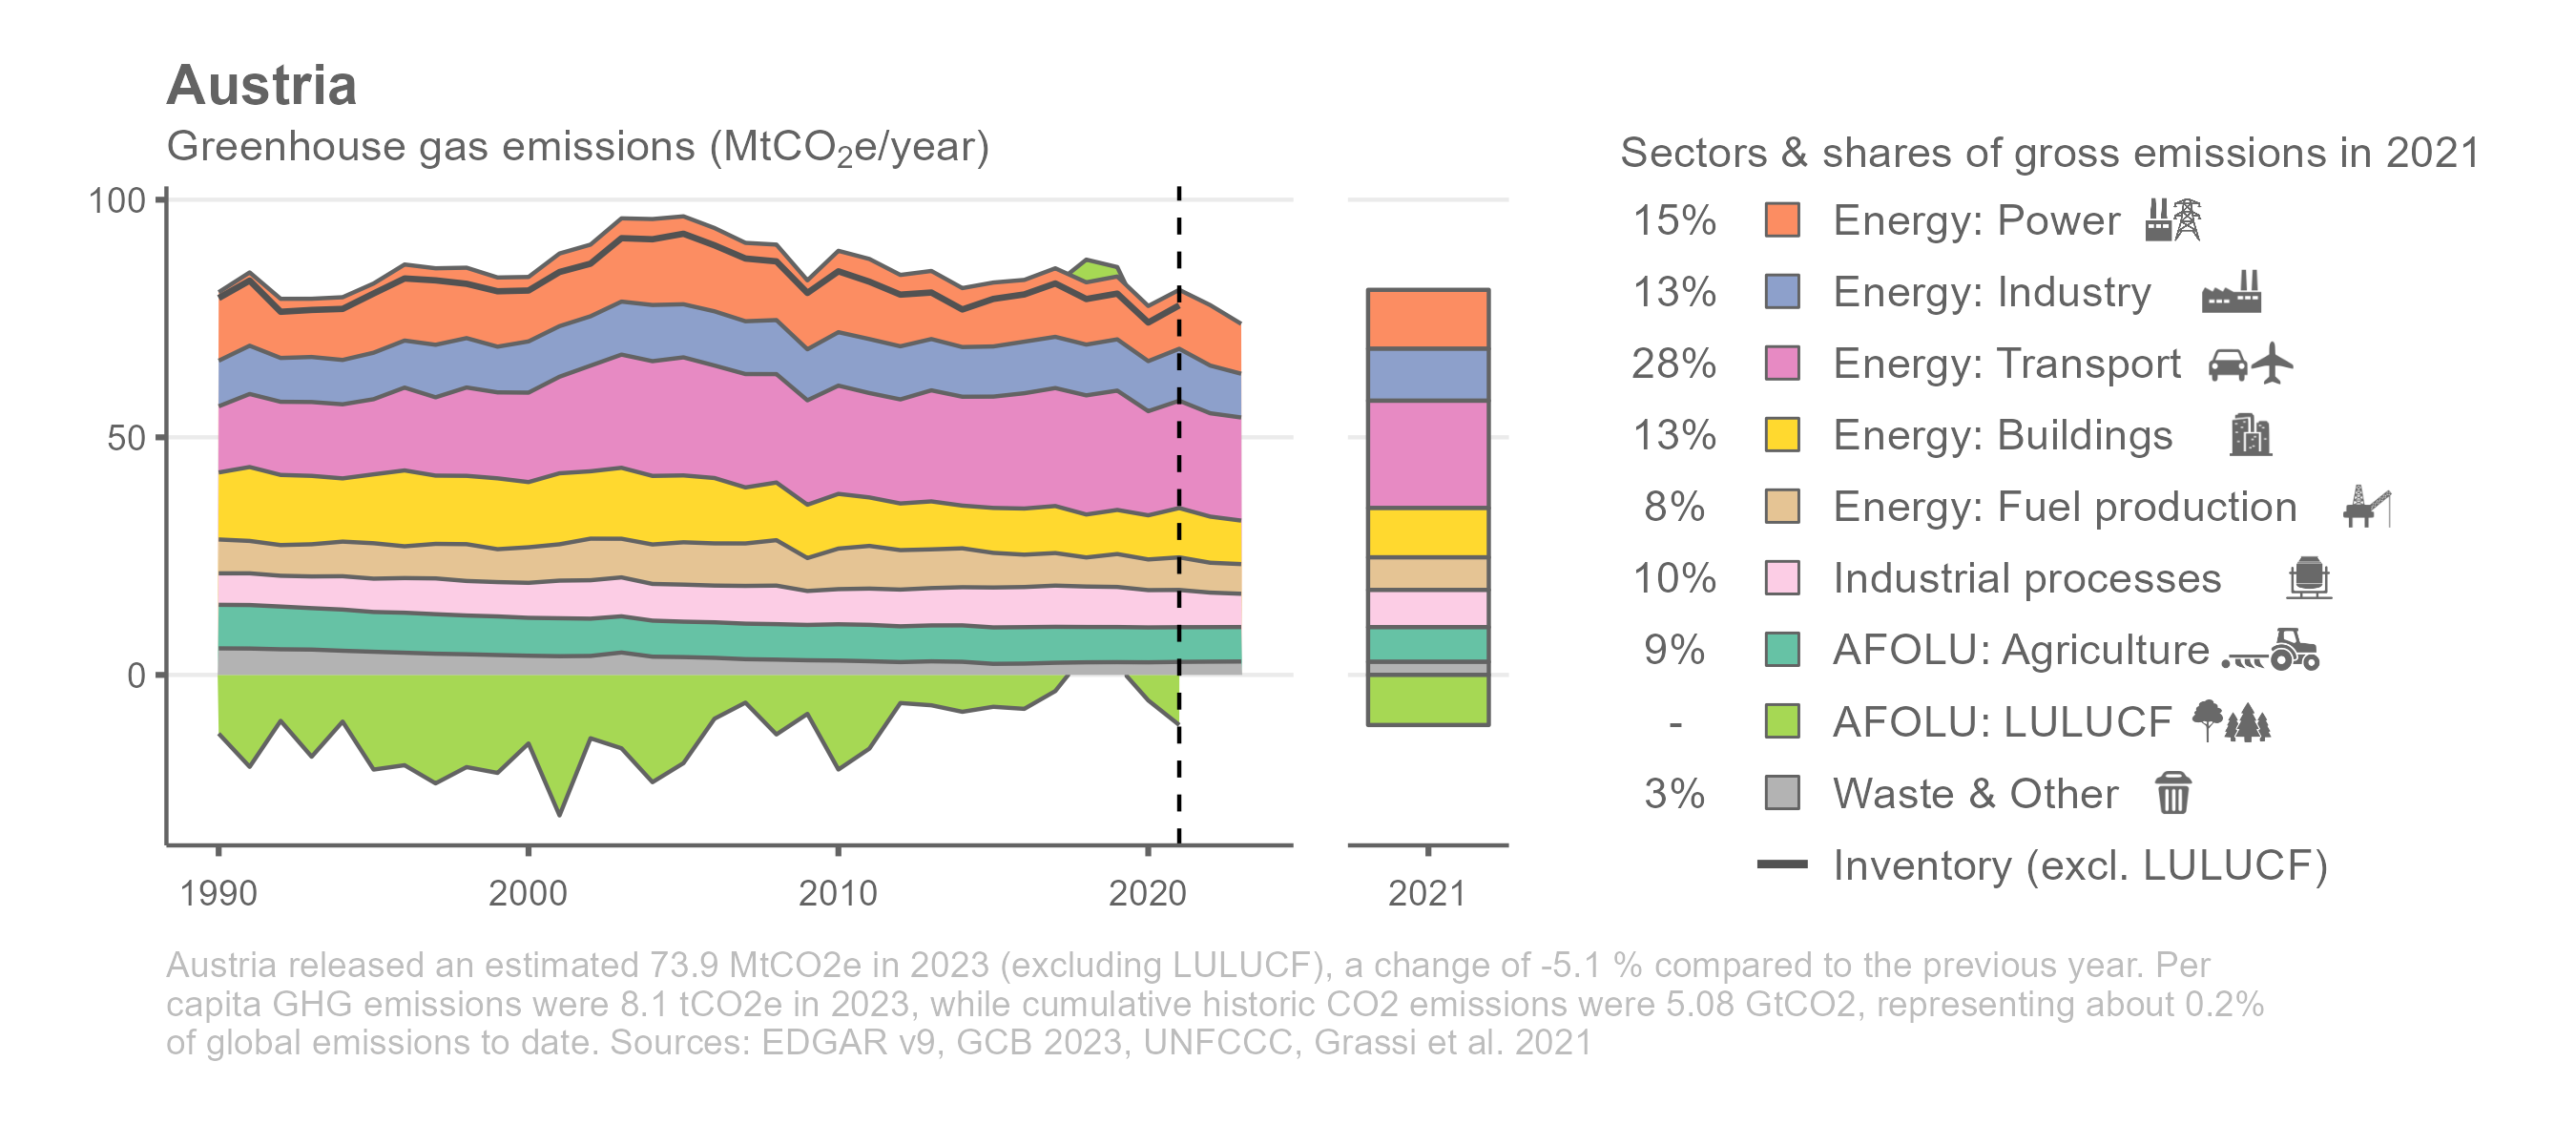 Austria
Greenhouse gas emissions (MtCO₂e/year)
100
50
0
1990
2000
2010
2020
2021
Sectors & shares of gross emissions in 2021
15% Energy: Power
13% Energy: Industry
28% Energy: Transport
13% Energy: Buildings
8% Energy: Fuel production
10% Industrial processes
9% AFOLU: Agriculture
- AFOLU: LULUCF
3% Waste & Other
Inventory (excl. LULUCF)
Austria released an estimated 73.9 MtCO2e in 2023 (excluding LULUCF), a change of -5.1 % compared to the previous year. Per
capita GHG emissions were 8.1 tCO2e in 2023, while cumulative historic CO2 emissions were 5.08 GtCO2, representing about 0.2%
of global emissions to date. Sources: EDGAR v9, GCB 2023, UNFCCC, Grassi et al. 2021